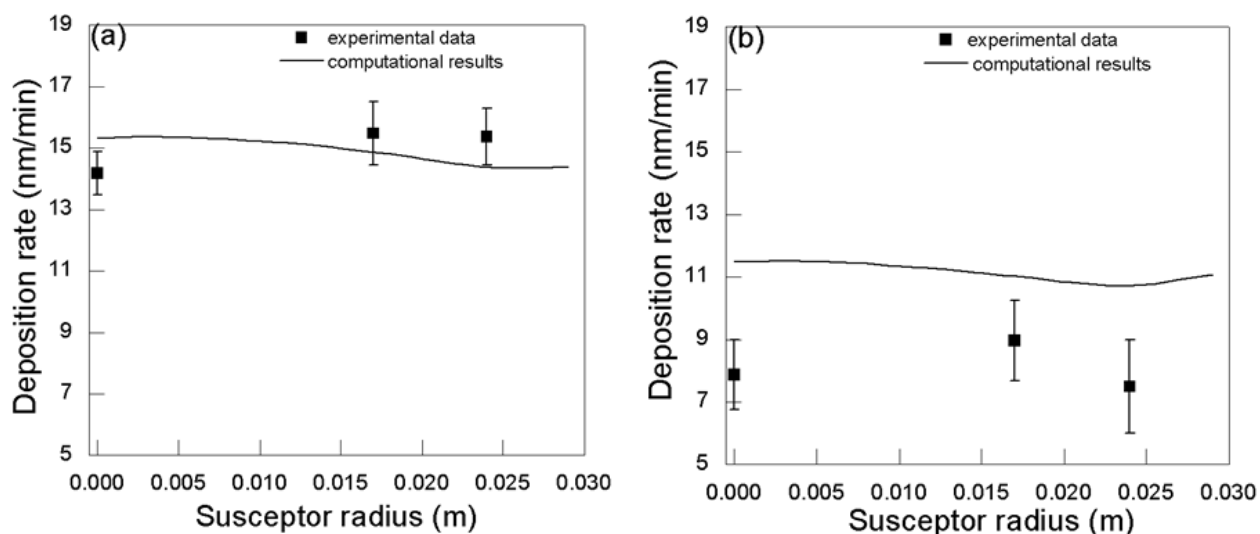 (a)
experimental data
computational results
19
17
15
13
11
9
7
5
Deposition rate (nm/min)
0.000 0.005 0.010 0.015 0.020 0.025 0.030
Susceptor radius (m)
(b)
experimental data
computational results
19
17
15
13
11
9
7
5
Deposition rate (nm/min)
0.000 0.005 0.010 0.015 0.020 0.025 0.030
Susceptor radius (m)